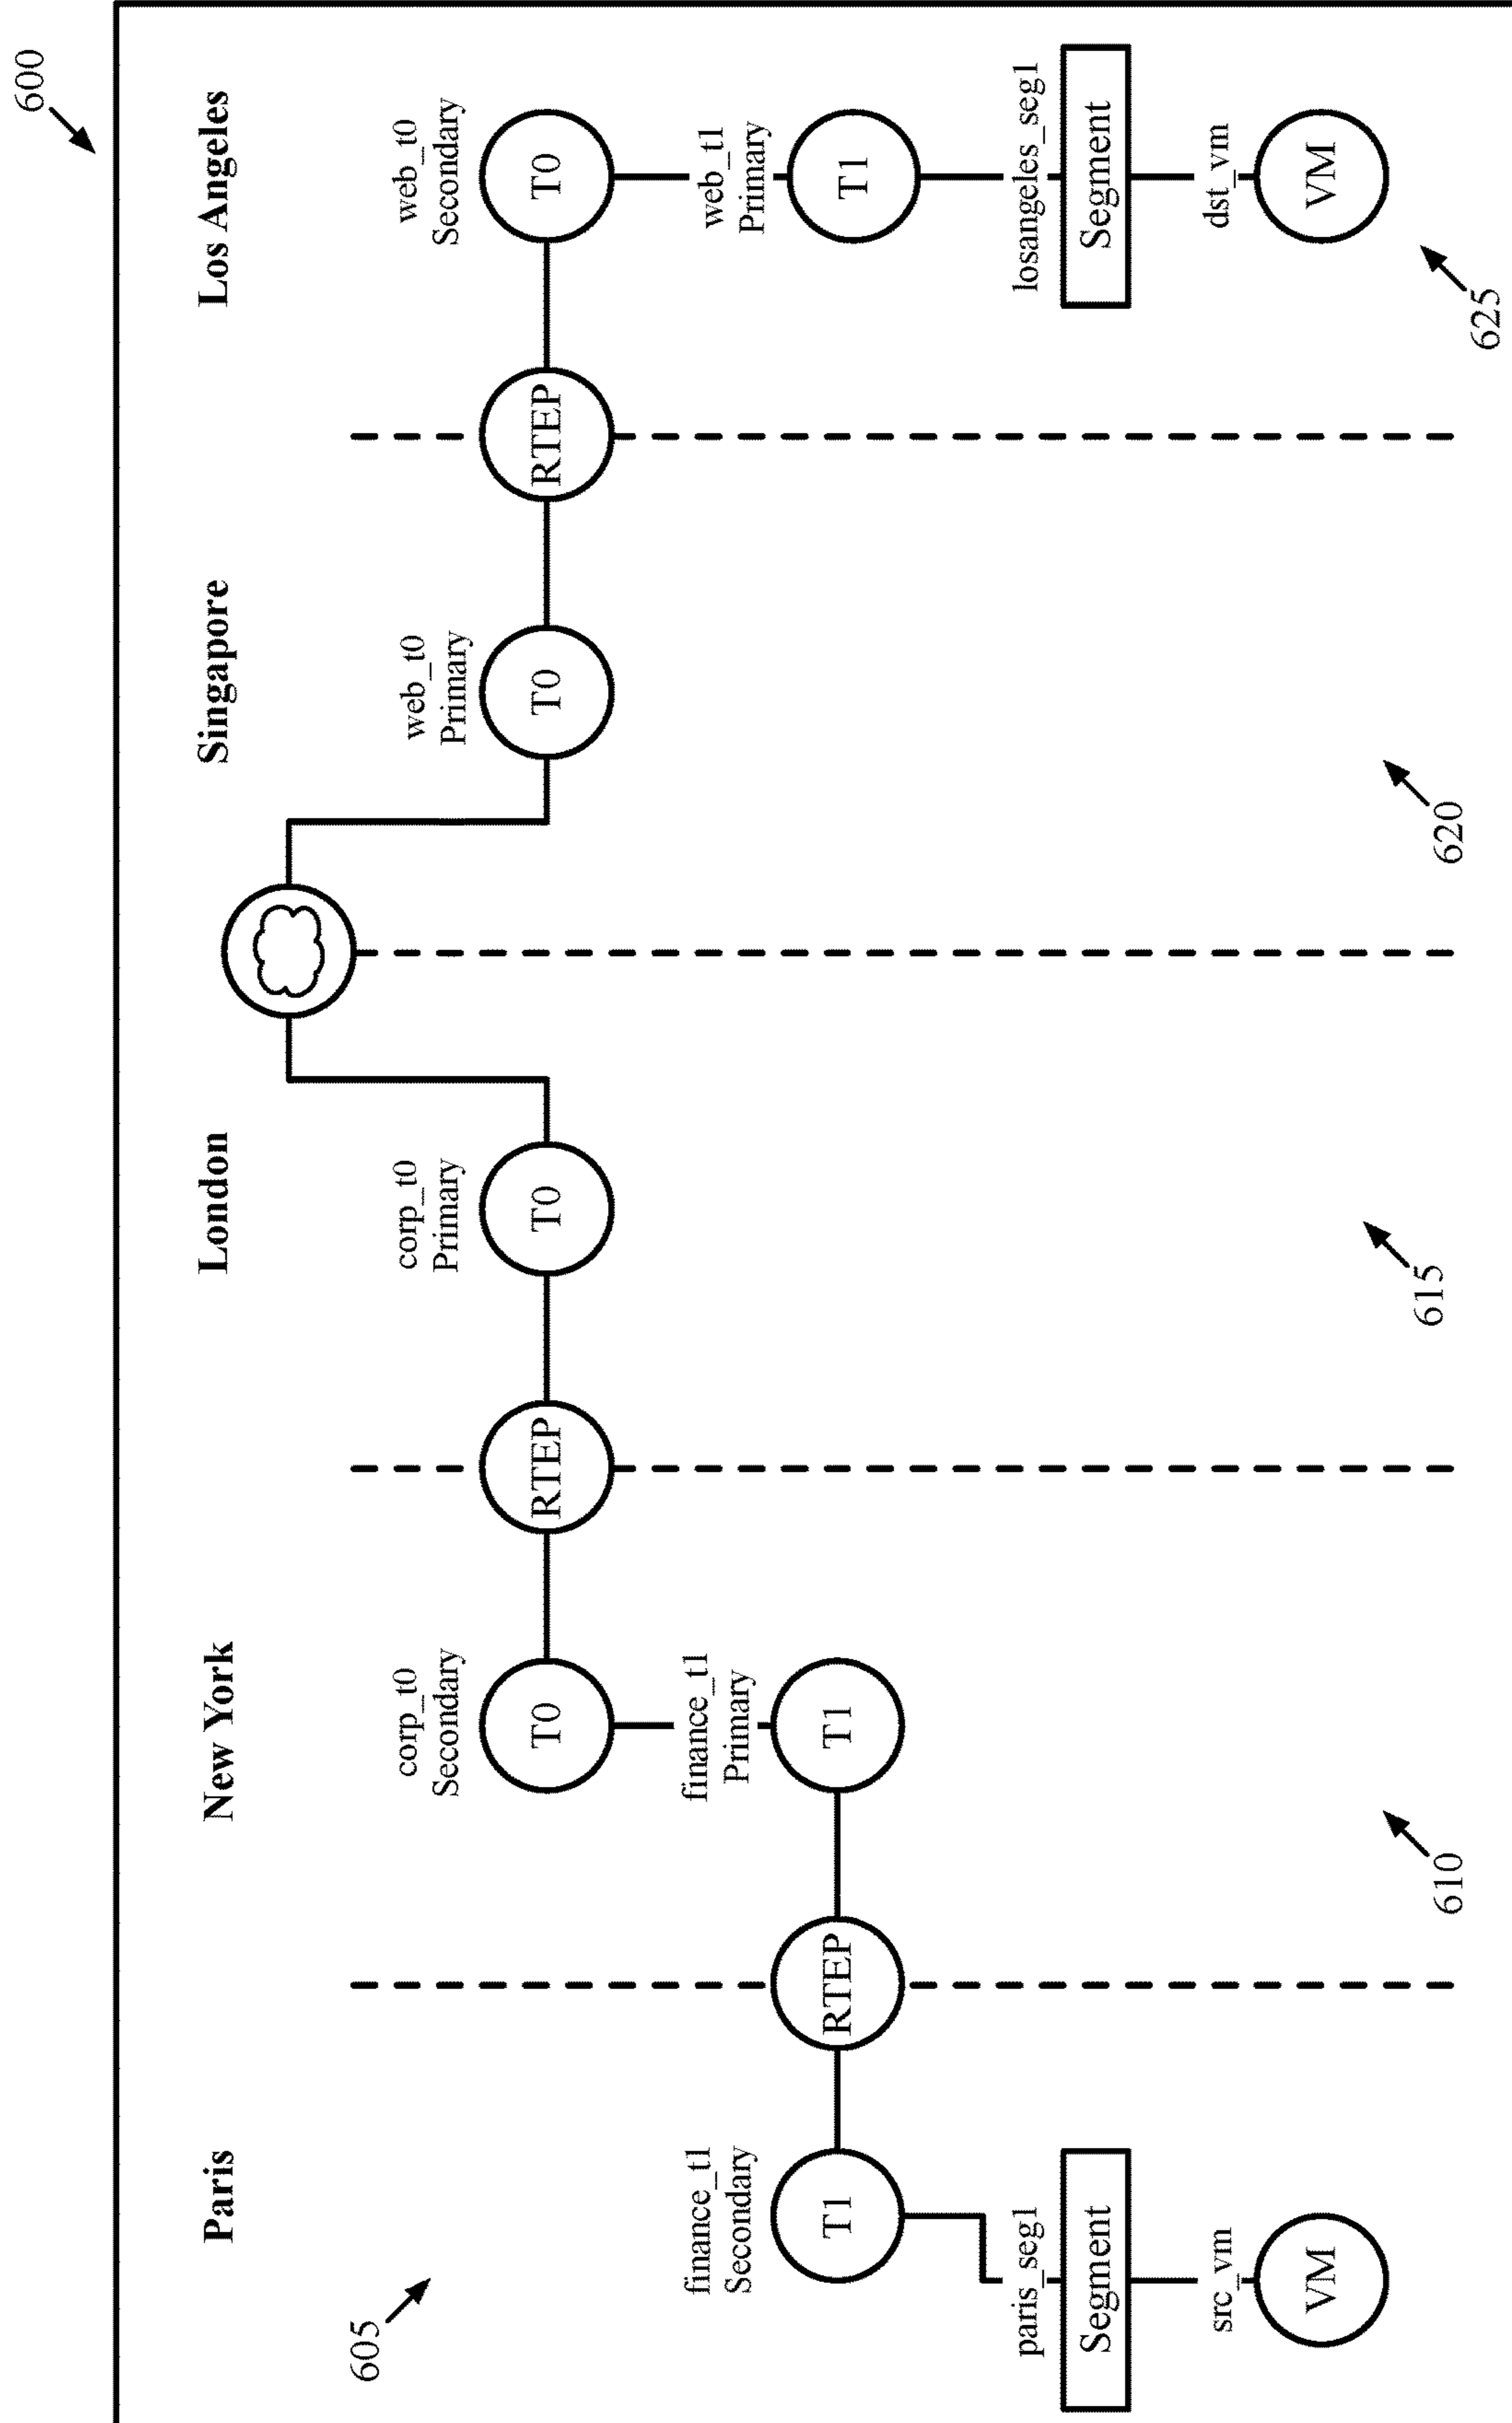 600
Paris
New York
London
Singapore
Los Angeles
605
finance_t1
Secondary
T1
paris_seg1
Segment
src_vm
VM
RTEP
corp_t0
Secondary
T0
finance_t1
Primary
T1
610
RTEP
corp_t0
Primary
T0
615
web_t0
Primary
T0
620
RTEP
web_t0
Secondary
T0
web_t1
Primary
T1
losangeles_seg1
Segment
dst_vm
VM
625